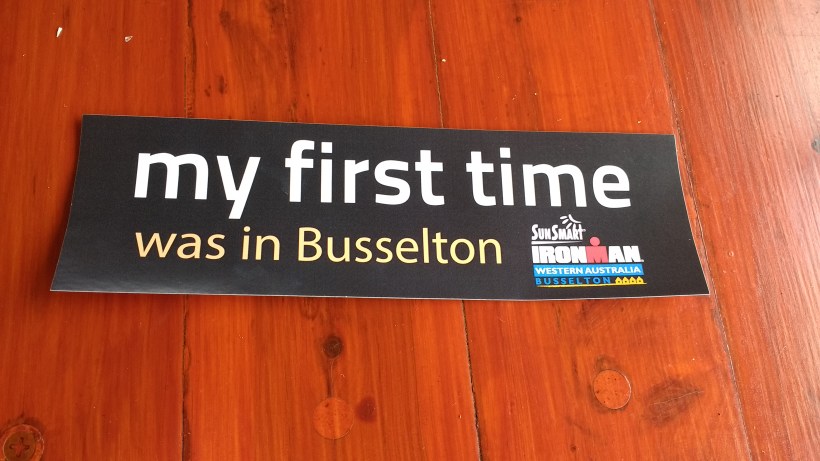 my first time
was in Busselton
SUNSMART
IRONMAN
WESTERN AUSTRALIA
BUSSELTON